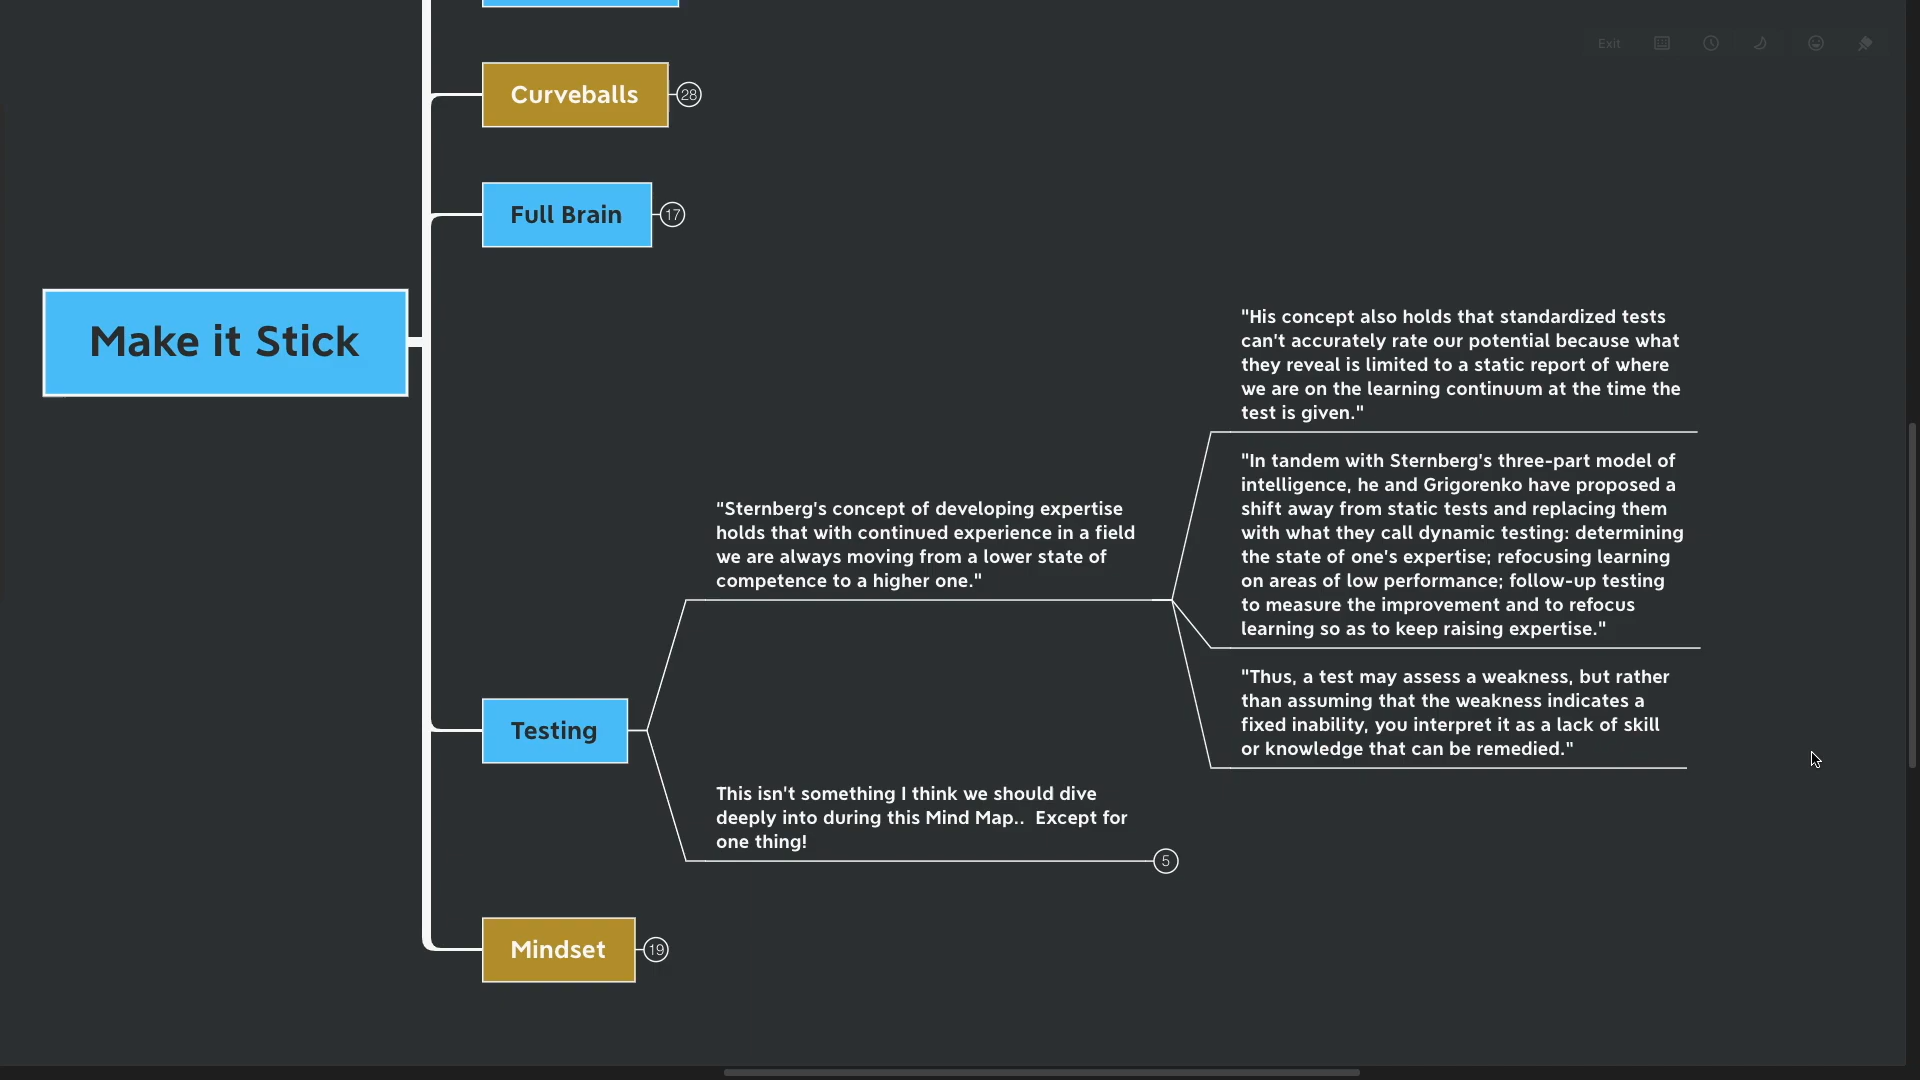 Exit
Curveballs
28
Full Brain
17
Make it Stick
"His concept also holds that standardized tests
can't accurately rate our potential because what
they reveal is limited to a static report of where
we are on the learning continuum at the time the
test is given."
"In tandem with Sternberg's three-part model of
intelligence, he and Grigorenko have proposed a
shift away from static tests and replacing them
with what they call dynamic testing: determining
the state of one's expertise; refocusing learning
on areas of low performance; follow-up testing
to measure the improvement and to refocus
learning so as to keep raising expertise."
"Sternberg's concept of developing expertise
holds that with continued experience in a field
we are always moving from a lower state of
competence to a higher one."
"Thus, a test may assess a weakness, but rather
than assuming that the weakness indicates a
fixed inability, you interpret it as a lack of skill
or knowledge that can be remedied."
Testing
This isn't something I think we should dive
deeply into during this Mind Map..  Except for
one thing!
5
Mindset
19